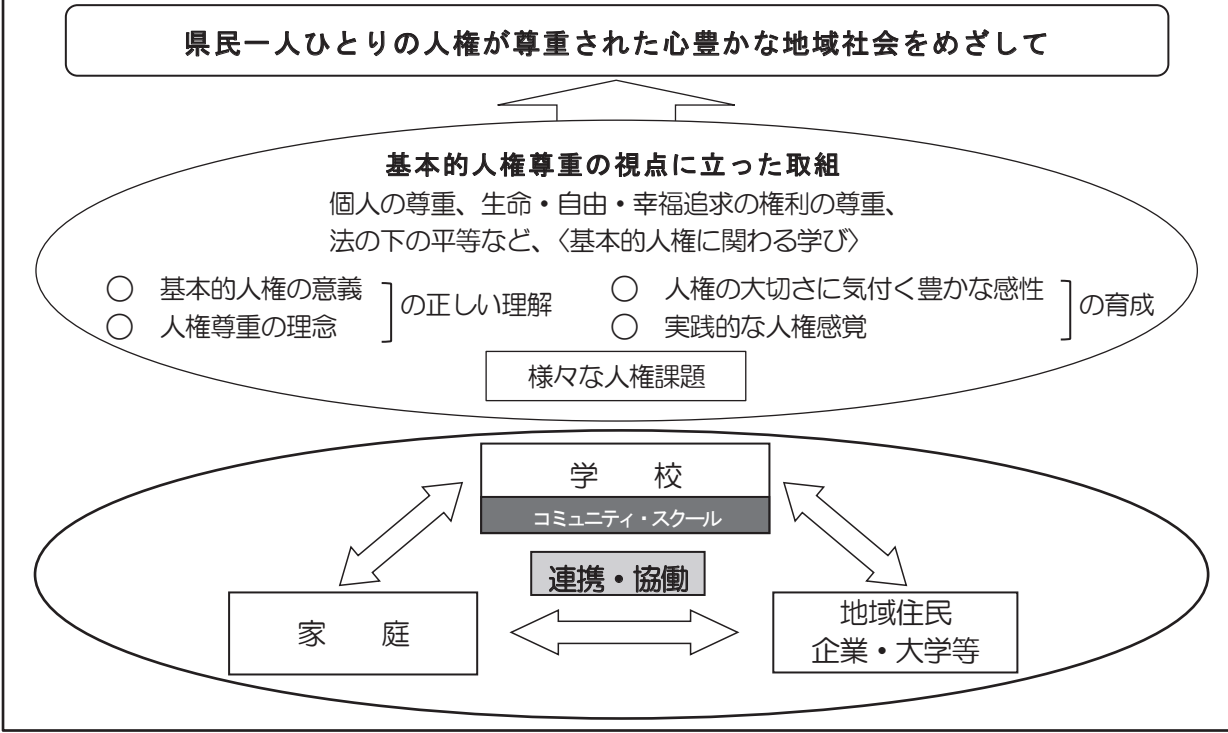 県民一人ひとりの人権が尊重された心豊かな地域社会をめざして
基本的人権尊重の視点に立った取組
個人の尊重、生命・自由・幸福追求の権利の尊重、
法の下の平等など、〈基本的人権に関わる学び〉
○ 基本的人権の意義
○ 人権尊重の理念
の正しい理解
○ 人権の大切さに気付く豊かな感性
○ 実践的な人権感覚
の育成
様々な人権課題
学 校
コミュニティ・スクール
連携・協働
家 庭
地域住民
企業・大学等